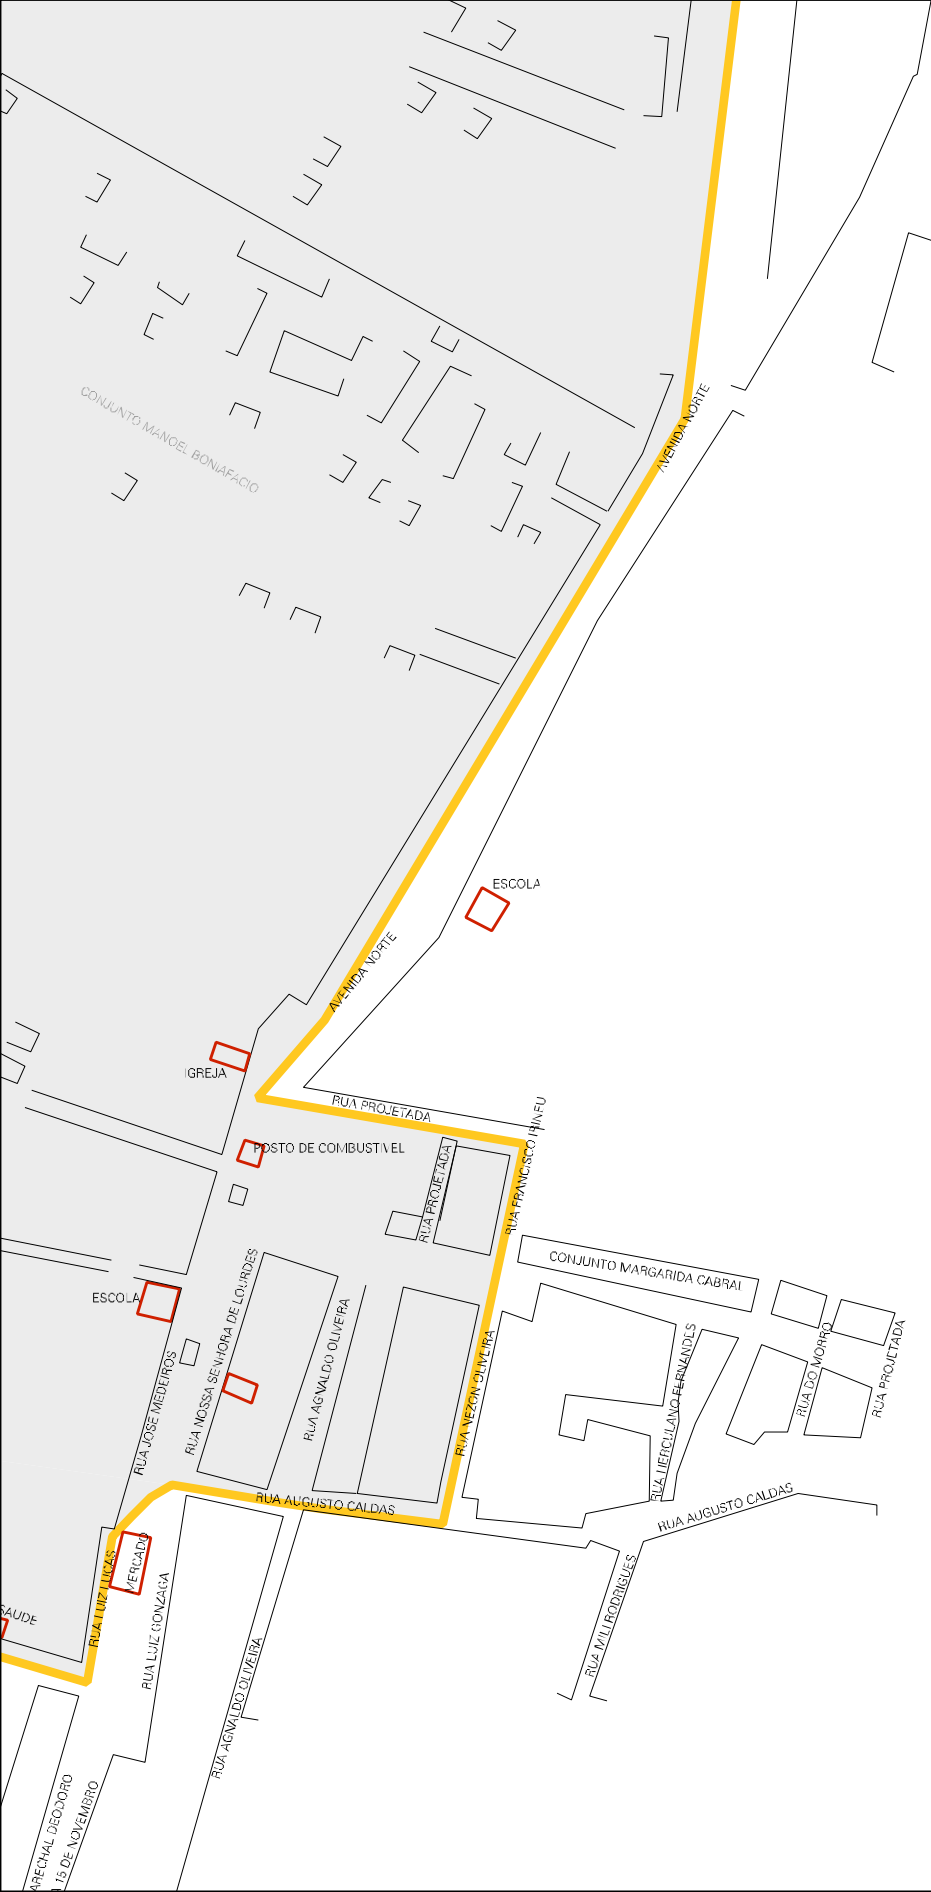 CONJUNTO MANOEL BONIAFACIO
AVENIDA NORTE
ESCOLA
AVENIDA NORTE
IGREJA
RUA PROJETADA
RUA FRANCISCO IRINEU
POSTO DE COMBUSTIVEL
RUA PROJETADA
CONJUNTO MARGARIDA CABRAL
ESCOLA
RUA NOSSA SENHORA DE LOURDES
RUA AGNALDO OLIVEIRA
RUA JOSE MEDEIROS
RUA NEZON OLIVEIRA
RUA HERCULANO FERNANDES
RUA DO MORRO
RUA PROJETADA
RUA AUGUSTO CALDAS
RUA AUGUSTO CALDAS
MERCADO
RUA LUIZ LUCAS
SAUDE
RUA LUIZ GONZAGA
RUA MILI RODRIGUES
RUA AGNALDO OLIVEIRA
ARECHAL DEODORO
A 15 DE NOVEMBRO